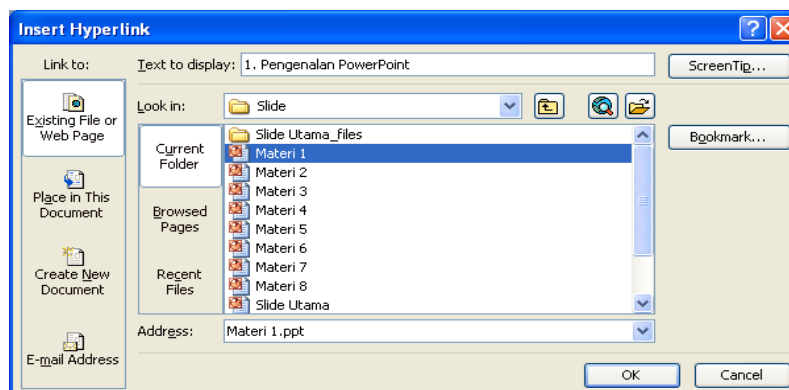 Insert Hyperlink
Link to:
Text to display: 1. Pengenalan PowerPoint
ScreenTip...
Look in: Slide
Existing File or
Web Page
Place in This
Document
Create New
Document
E-mail Address
Current
Folder
Browsed
Pages
Recent
Files
Slide Utama_files
Materi 1
Materi 2
Materi 3
Materi 4
Materi 5
Materi 6
Materi 7
Materi 8
Slide Utama
Bookmark...
Address: Materi 1.ppt
OK
Cancel